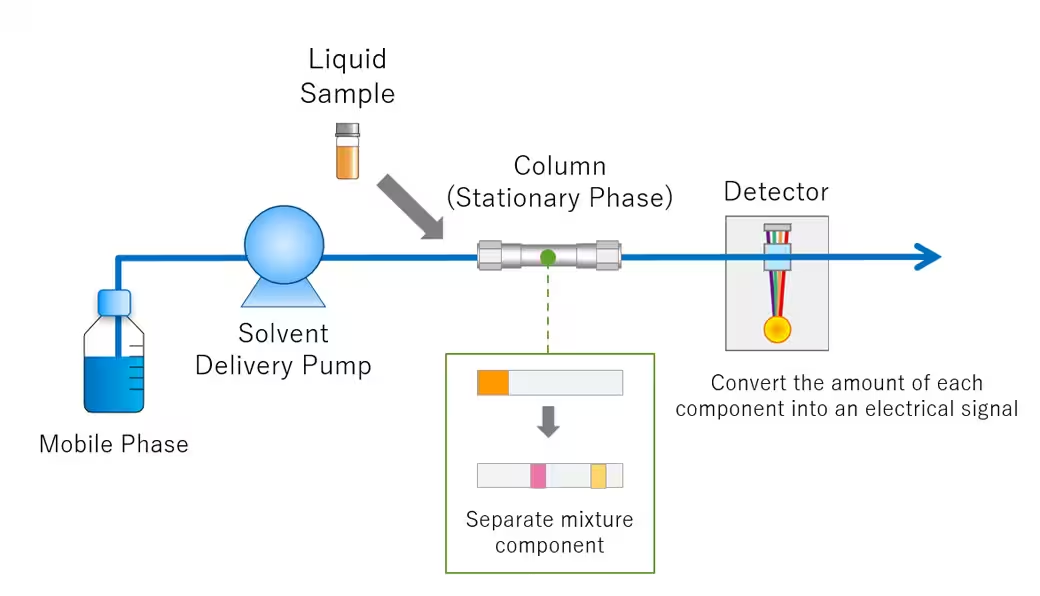 Liquid
Sample
Column
(Stationary Phase)
Detector
Solvent
Delivery Pump
Mobile Phase
Convert the amount of each
component into an electrical signal
Separate mixture
component